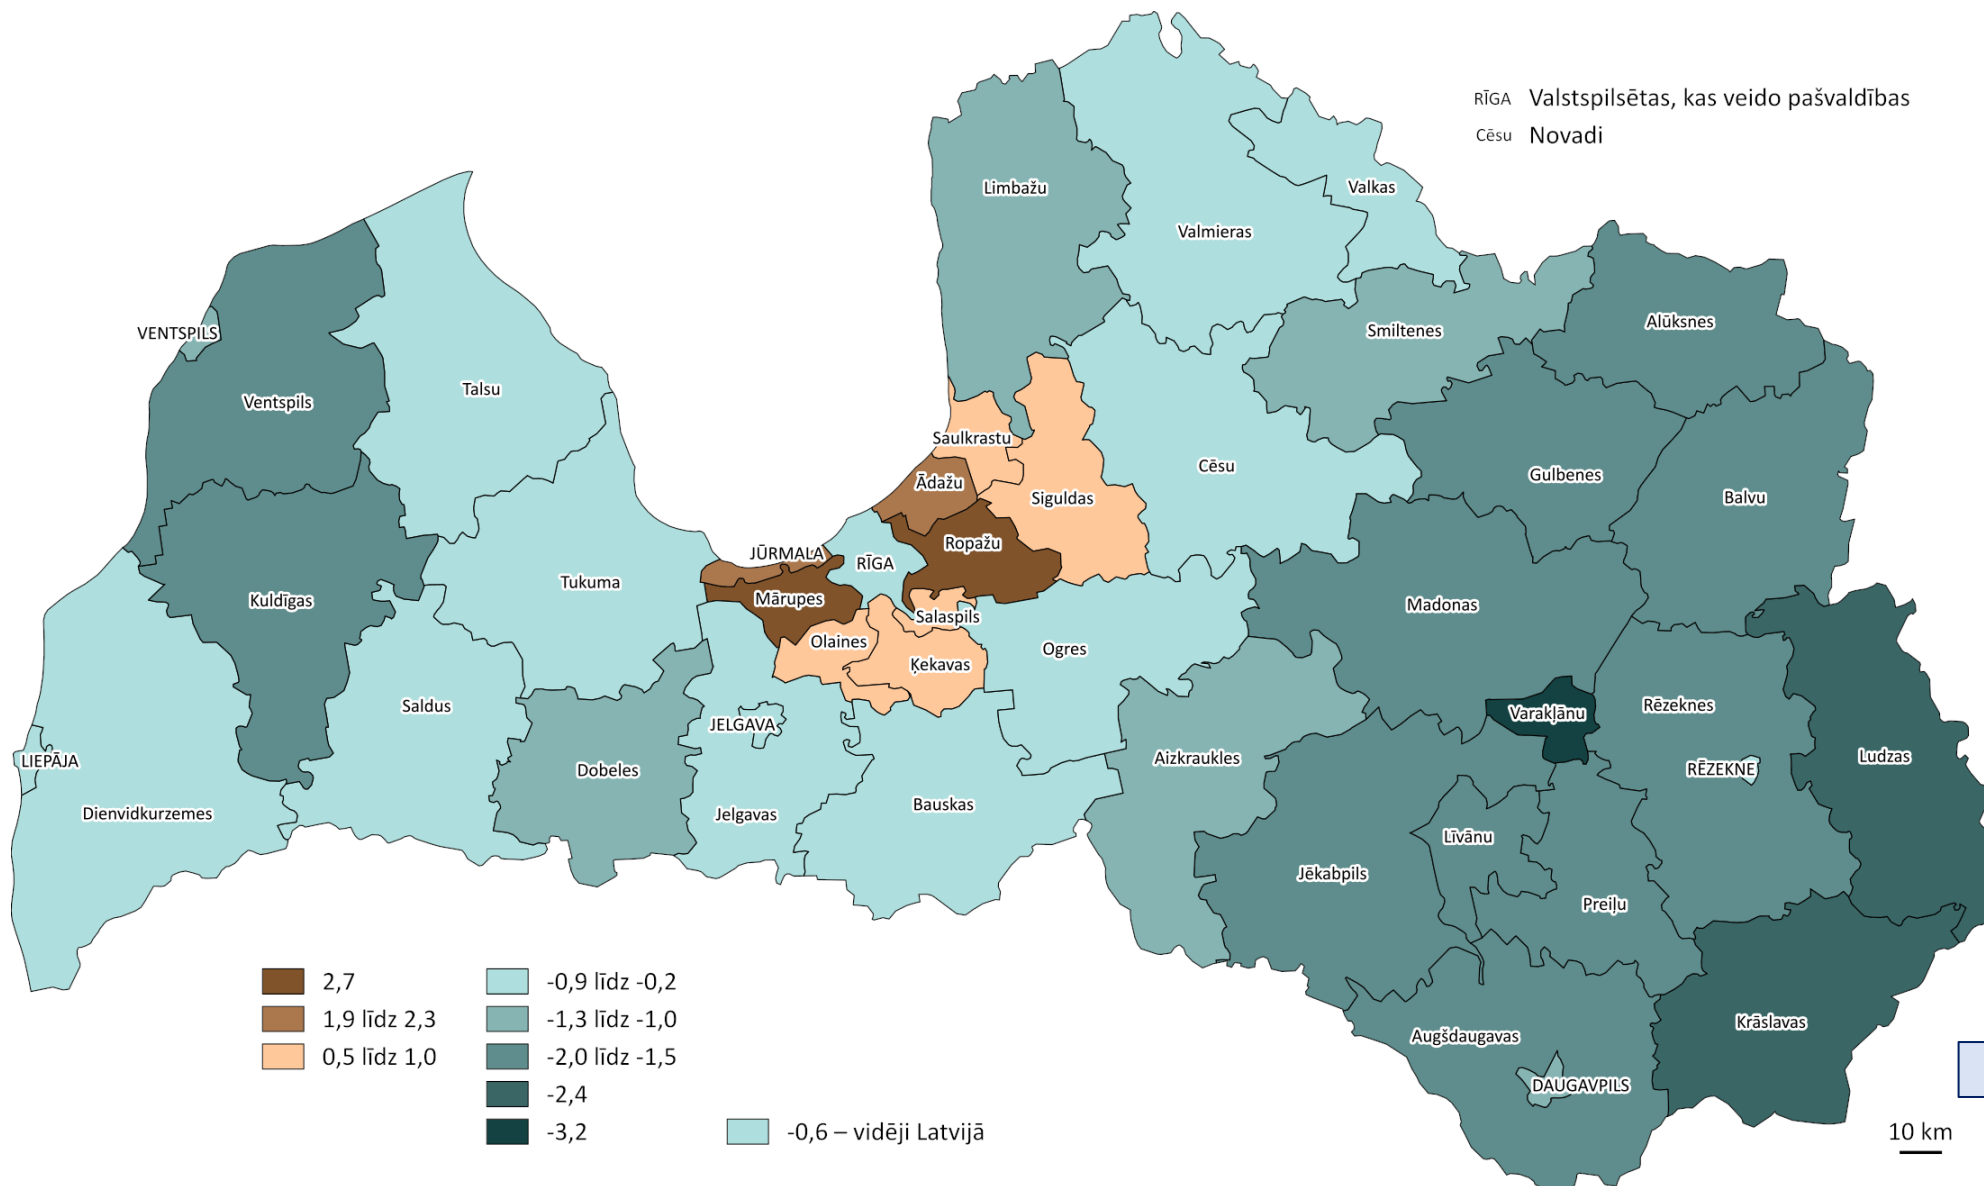 RĪGA Valstspilsētas, kas veido pašvaldības
Cēsu Novadi
Limbažu
Valkas
Valmieras
VENTSPILS
Smiltenes
Alūksnes
Talsu
Ventspils
Saulkrastu
Cēsu
Gulbenes
Ādažu
Siguldas
Balvu
JŪRMALA
Ropažu
RĪGA
Tukuma
Kuldīgas
Mārupes
Madonas
Salaspils
Olaines
Ogres
Ķekavas
Saldus
JELGAVA
Varakļānu
Rēzeknes
LIEPĀJA
Dobeles
Aizkraukles
RĒZEKNE
Ludzas
Dienvidkurzemes
Jelgavas
Bauskas
Līvānu
Jēkabpils
Preiļu
Krāslavas
Augšdaugavas
DAUGAVPILS
2,7
1,9 līdz 2,3
0,5 līdz 1,0
-0,9 līdz -0,2
-1,3 līdz -1,0
-2,0 līdz -1,5
-2,4
-3,2
-0,6 – vidēji Latvijā
10 km